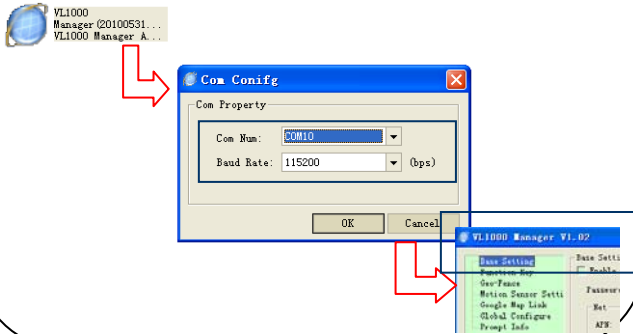 VL1000
Manager (20100531...
VL1000 Manager A...
Com Conifg
Com Property
Com Num: COM10
Baud Rate: 115200 (bps)
OK Cancel
VL1000 Manager V1.02
Base Setting
Function Key
Geo-Fence
Motion Sensor Setti
Google Map Link
Global Configure
Prompt Info
Base Setti
Enable
Password
Net
APN: